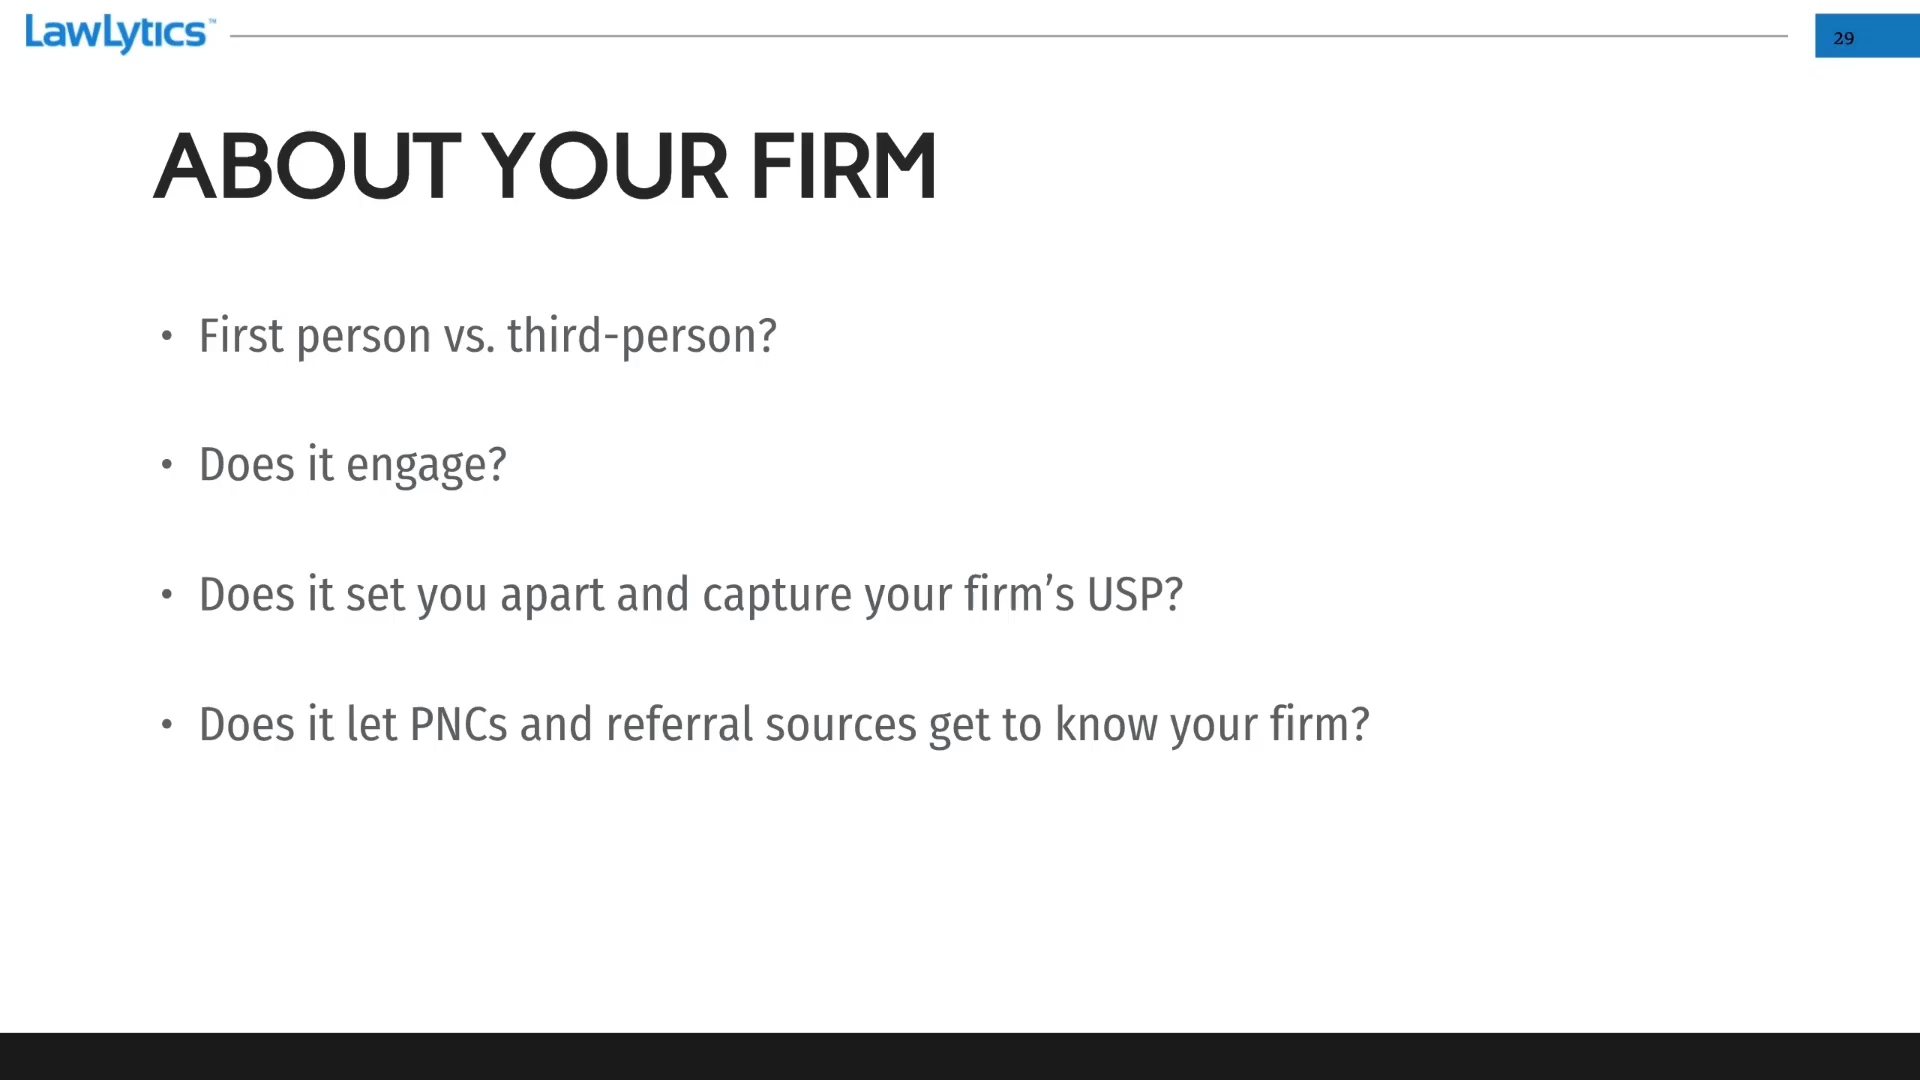 LawLytics™
29
ABOUT YOUR FIRM
• First person vs. third-person?
• Does it engage?
• Does it set you apart and capture your firm’s USP?
• Does it let PNCs and referral sources get to know your firm?